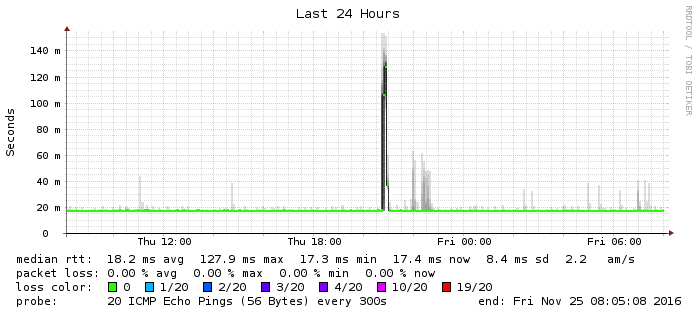 Last 24 Hours
RRDTOOL / TOBI OETIKER
Seconds
140 m
120 m
100 m
80 m
60 m
40 m
20 m
0
Thu 12:00 Thu 18:00 Fri 00:00 Fri 06:00
median rtt: 18.2 ms avg 127.9 ms max 17.3 ms min 17.4 ms now 8.4 ms sd 2.2 am/s
packet loss: 0.00 % avg 0.00 % max 0.00 % min 0.00 % now
loss color: 0 1/20 2/20 3/20 4/20 10/20 19/20
probe: 20 ICMP Echo Pings (56 Bytes) every 300s end: Fri Nov 25 08:05:08 2016